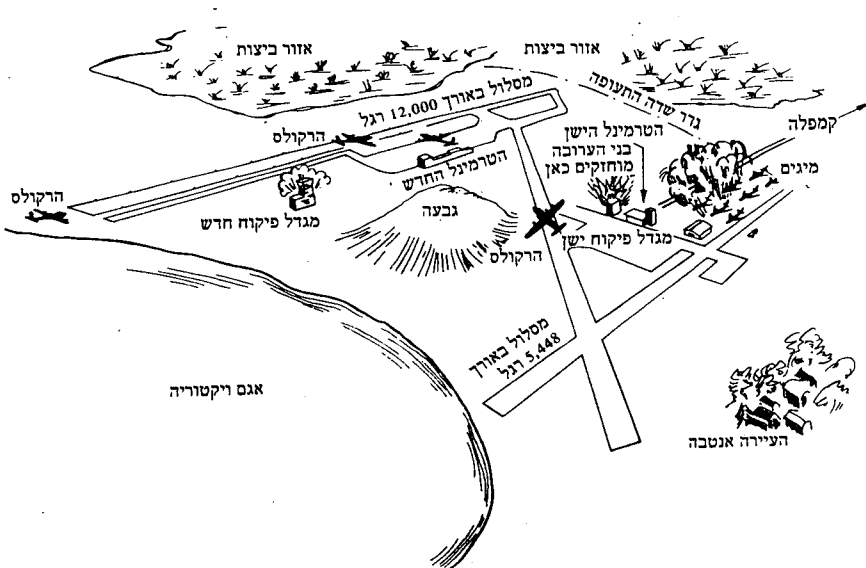 אזור ביצות
אזור ביצות
מסלול באורך 12,000 רגל
גדר שדה התעופה
קמפלה
הרקולס
הטרמינל הישן
בני הערובה
מוחזקים כאן
מיגים
הטרמינל החדש
הרקולס
מגדל פיקוח חדש
גבעה
מגדל פיקוח ישן
הרקולס
מסלול באורך
5,448 רגל
אגם ויקטוריה
העיירה אנטבה